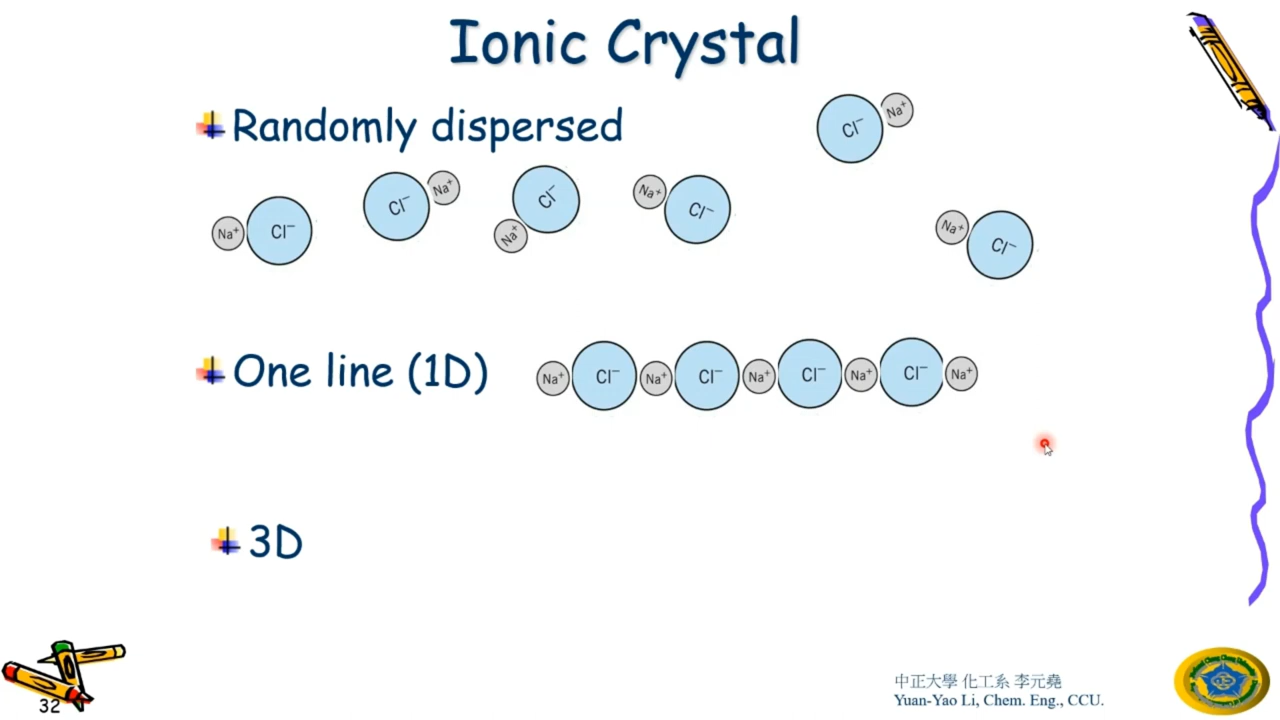 Ionic Crystal
Randomly dispersed
Cl⁻ Na⁺
Na⁺ Cl⁻ Cl⁻ Na⁺ Cl⁻ Na⁺ Na⁺ Cl⁻ Na⁺ Cl⁻
One line (1D) Na⁺ Cl⁻ Na⁺ Cl⁻ Na⁺ Cl⁻ Na⁺ Cl⁻ Na⁺
3D
32
中正大學 化工系 李元堯
Yuan-Yao Li, Chem. Eng., CCU.